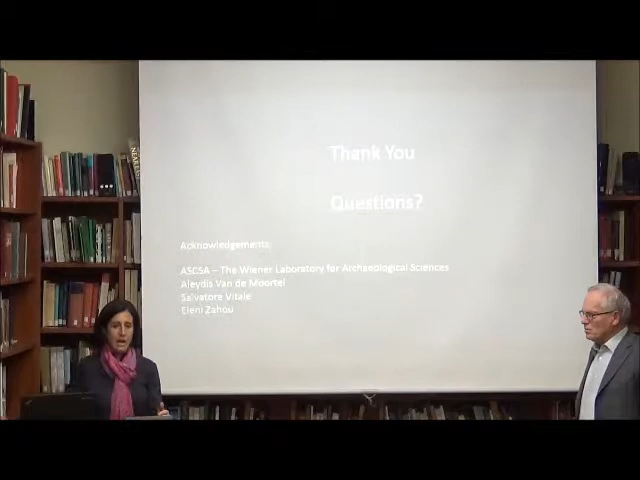 Thank You
Questions?
Acknowledgements:
ASCSA – The Wiener Laboratory for Archaeological Sciences
Aleydis Van de Moortel
Salvatore Vitale
Eleni Zahou